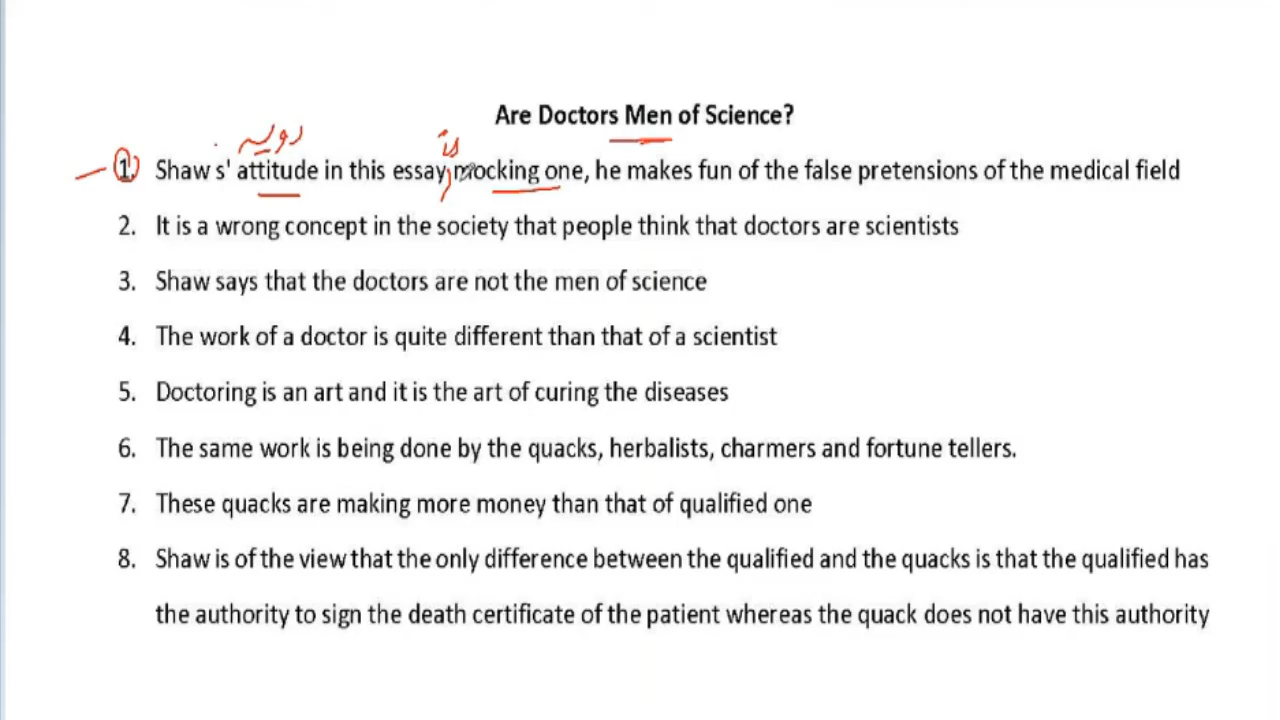 Are Doctors Men of Science?
رویہ is
1. Shaw s' attitude in this essay, mocking one, he makes fun of the false pretensions of the medical field
2. It is a wrong concept in the society that people think that doctors are scientists
3. Shaw says that the doctors are not the men of science
4. The work of a doctor is quite different than that of a scientist
5. Doctoring is an art and it is the art of curing the diseases
6. The same work is being done by the quacks, herbalists, charmers and fortune tellers.
7. These quacks are making more money than that of qualified one
8. Shaw is of the view that the only difference between the qualified and the quacks is that the qualified has
the authority to sign the death certificate of the patient whereas the quack does not have this authority